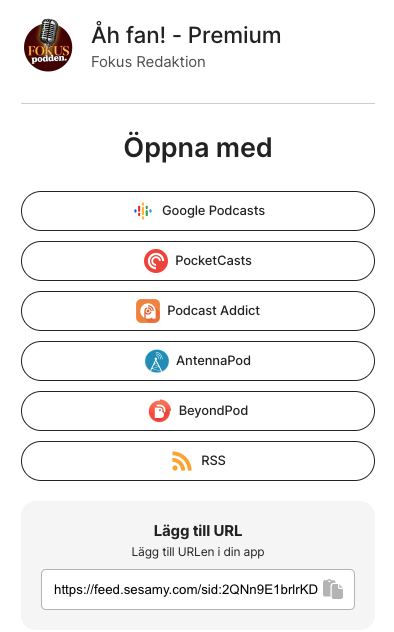 FOKUS
podden.
Åh fan! - Premium
Fokus Redaktion
Öppna med
Google Podcasts
PocketCasts
Podcast Addict
AntennaPod
BeyondPod
RSS
Lägg till URL
Lägg till URLen i din app
https://feed.sesamy.com/sid:2QNn9E1brlrKD